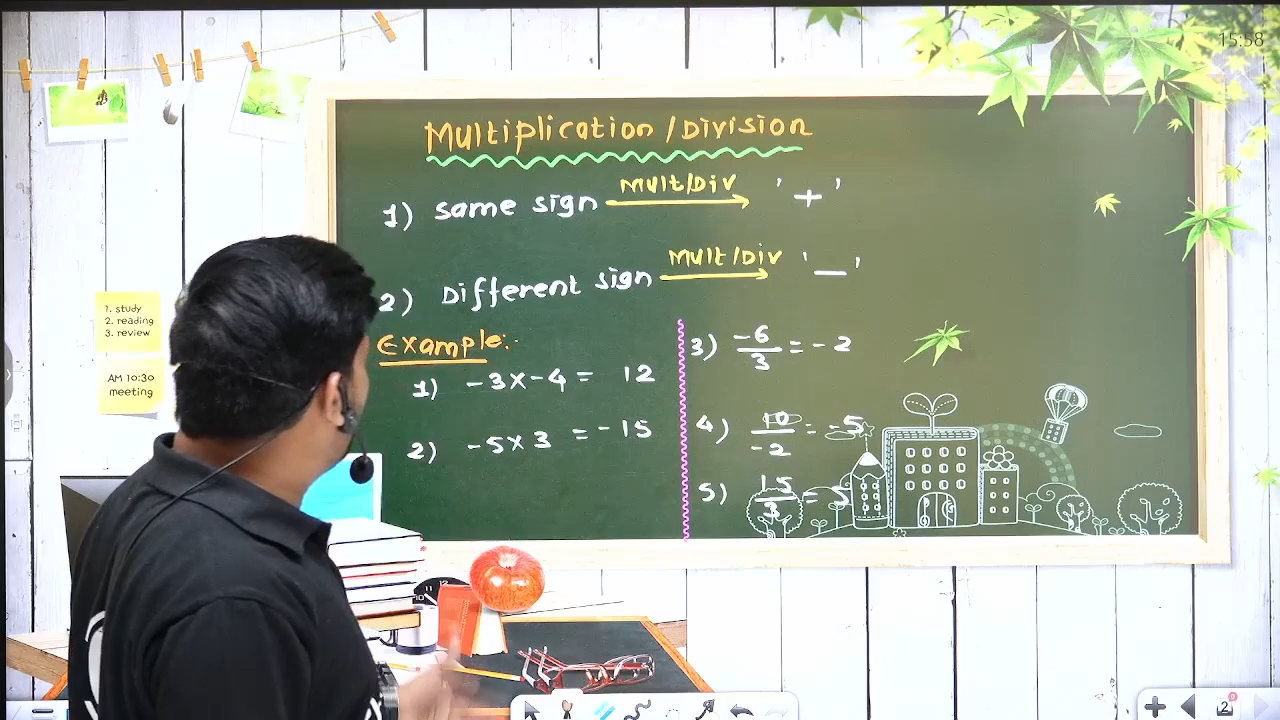 15:58
Multiplication/Division
1) same sign Mult/Div '+'
2) Different sign Mult/Div '–'
Example:-
1) -3×-4 = 12
2) -5×3 = -15
3) -6/3 = -2
4) 10/-2 = -5
5) 15/3 = 5
1. study
2. reading
3. review
AM 10:30
meeting
2